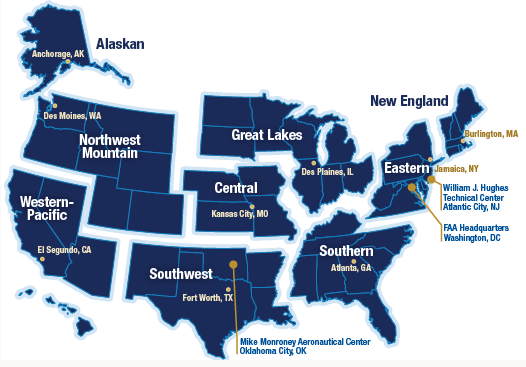 Alaskan
Anchorage, AK
New England
Des Moines, WA
Great Lakes
Burlington, MA
Northwest
Mountain
Des Plaines, IL
Eastern
Jamaica, NY
Central
William J. Hughes
Technical Center
Atlantic City, NJ
Western-
Pacific
Kansas City, MO
FAA Headquarters
Washington, DC
El Segundo, CA
Southern
Atlanta, GA
Southwest
Fort Worth, TX
Mike Monroney Aeronautical Center
Oklahoma City, OK